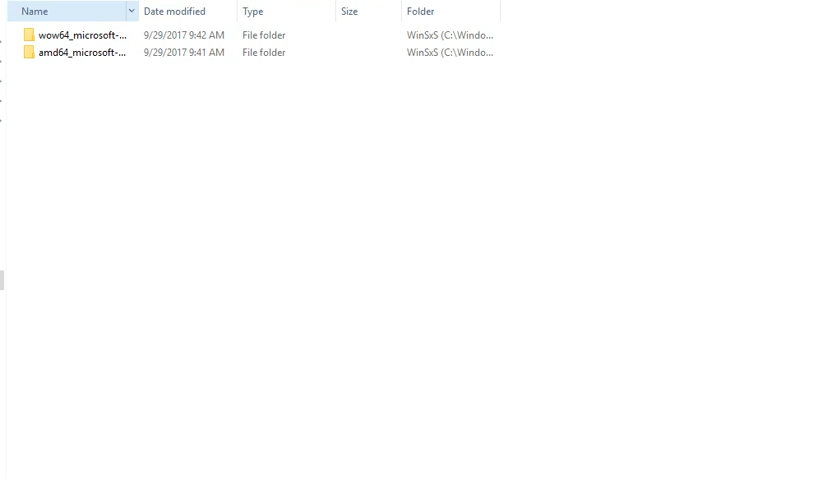 Name Date modified Type Size Folder
wow64_microsoft-... 9/29/2017 9:42 AM File folder WinSxS (C:\Windo...
amd64_microsoft-... 9/29/2017 9:41 AM File folder WinSxS (C:\Windo...